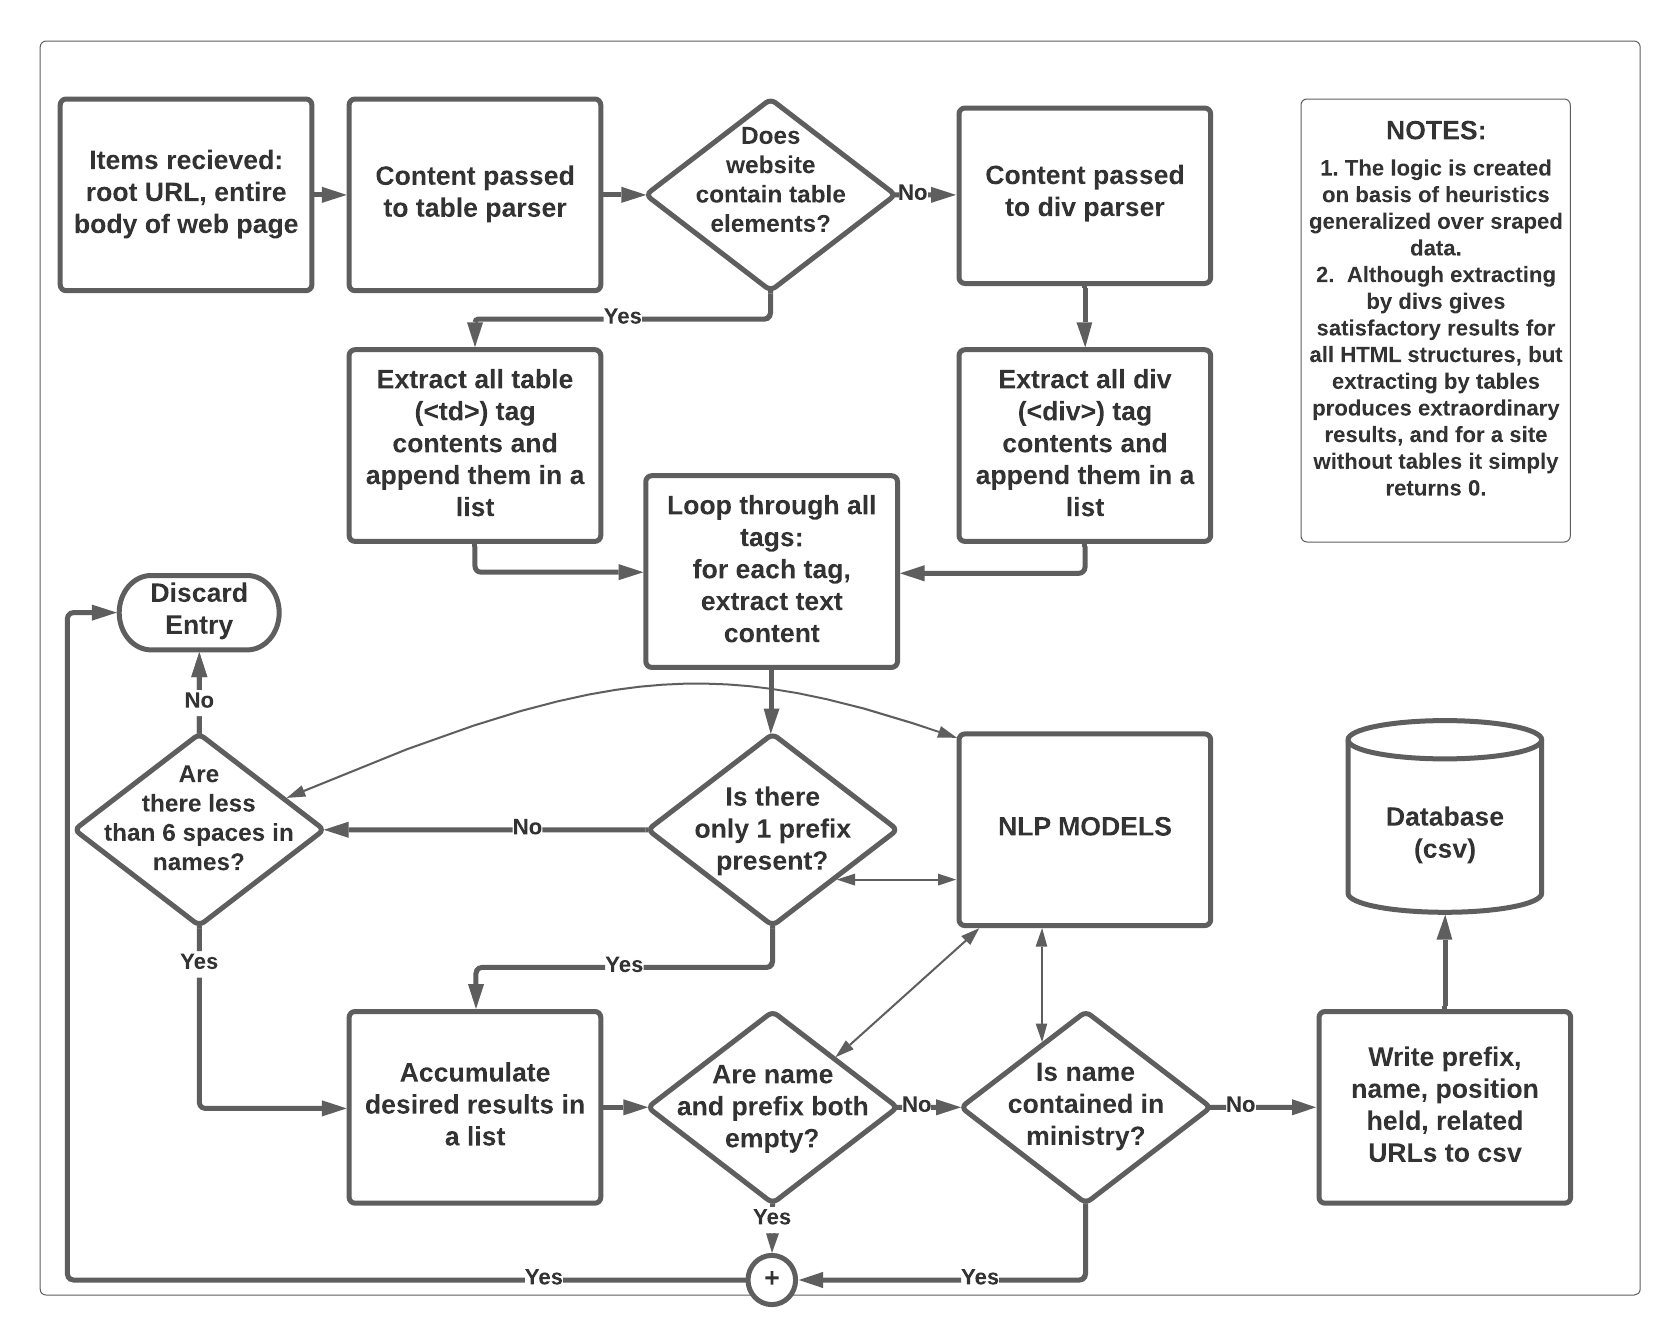 Items recieved:
root URL, entire
body of web page
Content passed
to table parser
Does
website
contain table
elements?
No
Content passed
to div parser
NOTES:
1. The logic is created
on basis of heuristics
generalized over sraped
data.
2. Although extracting
by divs gives
satisfactory results for
all HTML structures, but
extracting by tables
produces extraordinary
results, and for a site
without tables it simply
returns 0.
Yes
Extract all table
(<td>) tag
contents and
append them in a
list
Extract all div
(<div>) tag
contents and
append them in a
list
Loop through all
tags:
for each tag,
extract text
content
Discard
Entry
No
Are
there less
than 6 spaces in
names?
No
Is there
only 1 prefix
present?
NLP MODELS
Database
(csv)
Yes
Yes
Accumulate
desired results in
a list
Are name
and prefix both
empty?
No
Is name
contained in
ministry?
No
Write prefix,
name, position
held, related
URLs to csv
Yes
Yes
+
Yes